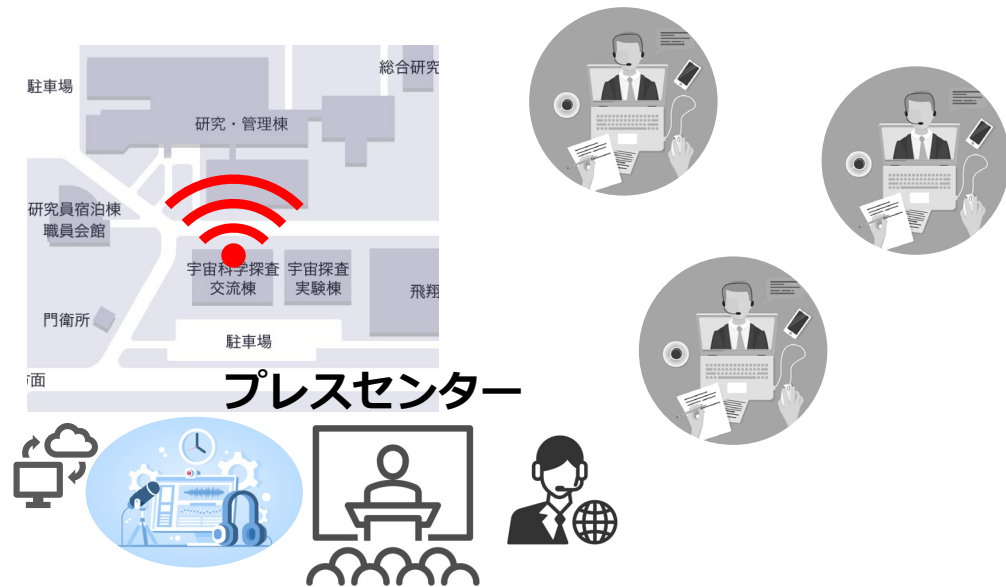 総合研究
駐車場
研究・管理棟
研究員宿泊棟
職員会館
宇宙科学探査
交流棟
宇宙探査
実験棟
飛翔
門衛所
駐車場
面
プレスセンター